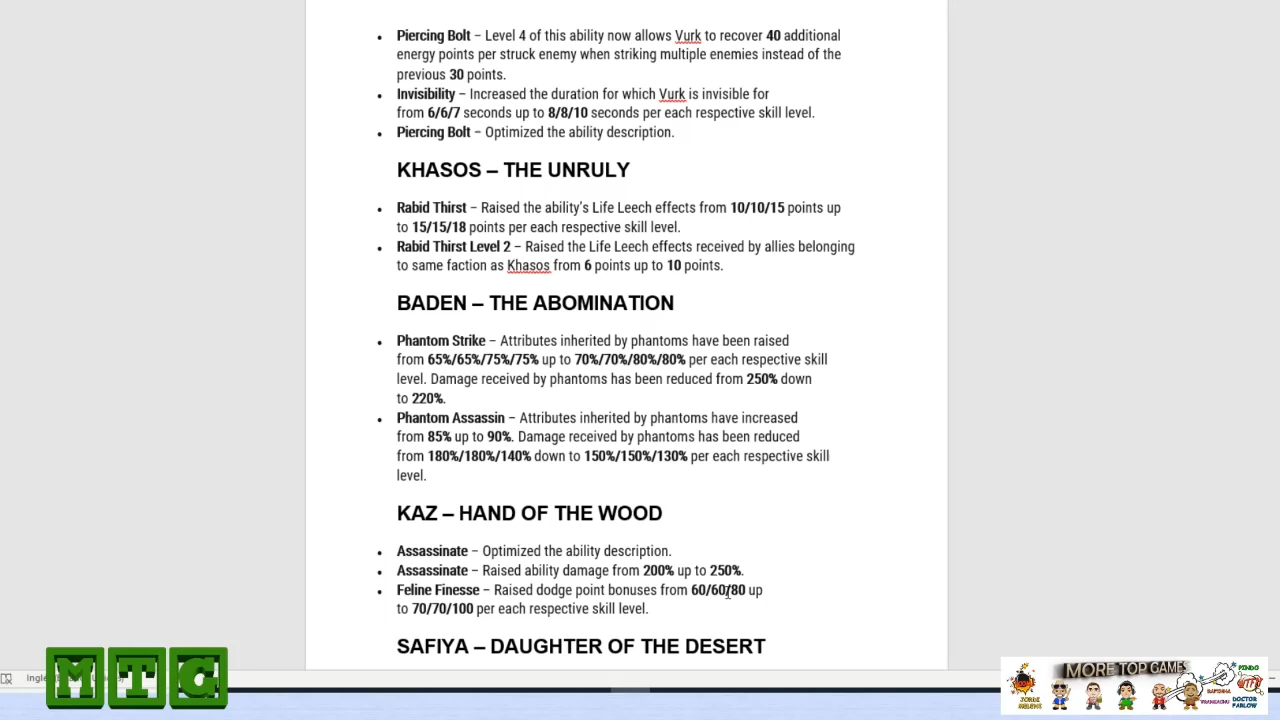 Piercing Bolt – Level 4 of this ability now allows Vurk to recover 40 additional
energy points per struck enemy when striking multiple enemies instead of the
previous 30 points.
Invisibility – Increased the duration for which Vurk is invisible for
from 6/6/7 seconds up to 8/8/10 seconds per each respective skill level.
Piercing Bolt – Optimized the ability description.
KHASOS – THE UNRULY
Rabid Thirst – Raised the ability's Life Leech effects from 10/10/15 points up
to 15/15/18 points per each respective skill level.
Rabid Thirst Level 2 – Raised the Life Leech effects received by allies belonging
to same faction as Khasos from 6 points up to 10 points.
BADEN – THE ABOMINATION
Phantom Strike – Attributes inherited by phantoms have been raised
from 65%/65%/75%/75% up to 70%/70%/80%/80% per each respective skill
level. Damage received by phantoms has been reduced from 250% down
to 220%.
Phantom Assassin – Attributes inherited by phantoms have increased
from 85% up to 90%. Damage received by phantoms has been reduced
from 180%/180%/140% down to 150%/150%/130% per each respective skill
level.
KAZ – HAND OF THE WOOD
Assassinate – Optimized the ability description.
Assassinate – Raised ability damage from 200% up to 250%.
Feline Finesse – Raised dodge point bonuses from 60/60/80 up
to 70/70/100 per each respective skill level.
SAFIYA – DAUGHTER OF THE DESERT
MTC
MORE TOP GAMES
PINDO
DOCTOR
FARLOW